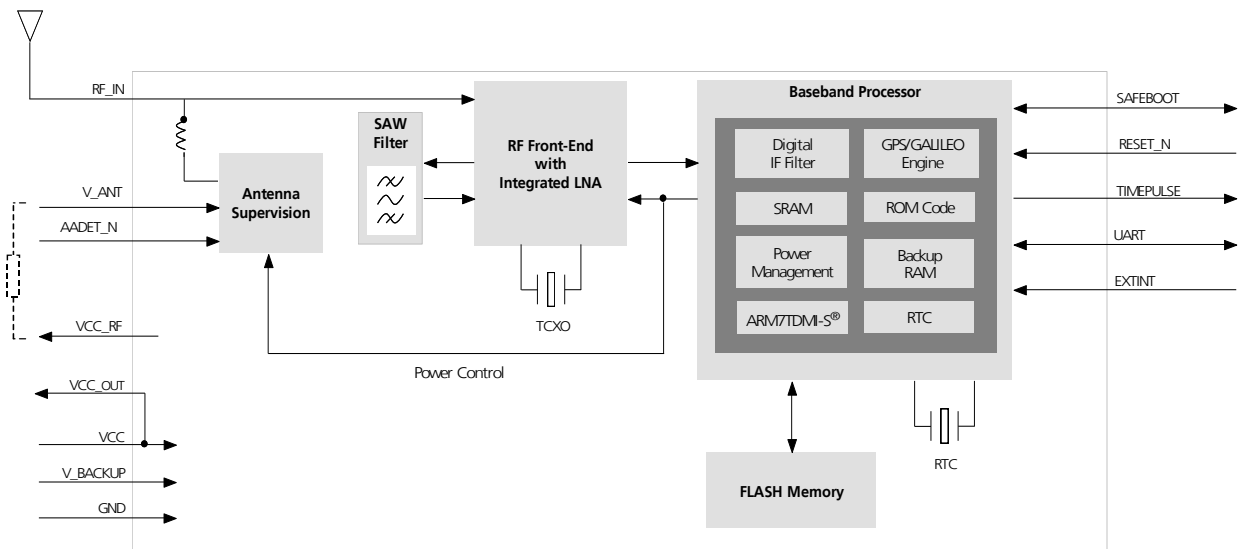 RF_IN
V_ANT
AADET_N
VCC_RF
VCC_OUT
VCC
V_BACKUP
GND
Antenna
Supervision
SAW
Filter
RF Front-End
with
Integrated LNA
TCXO
Power Control
Baseband Processor
Digital
IF Filter
GPS/GALILEO
Engine
SRAM
ROM Code
Power
Management
Backup
RAM
ARM7TDMI-S®
RTC
RTC
FLASH Memory
SAFEBOOT
RESET_N
TIMEPULSE
UART
EXTINT